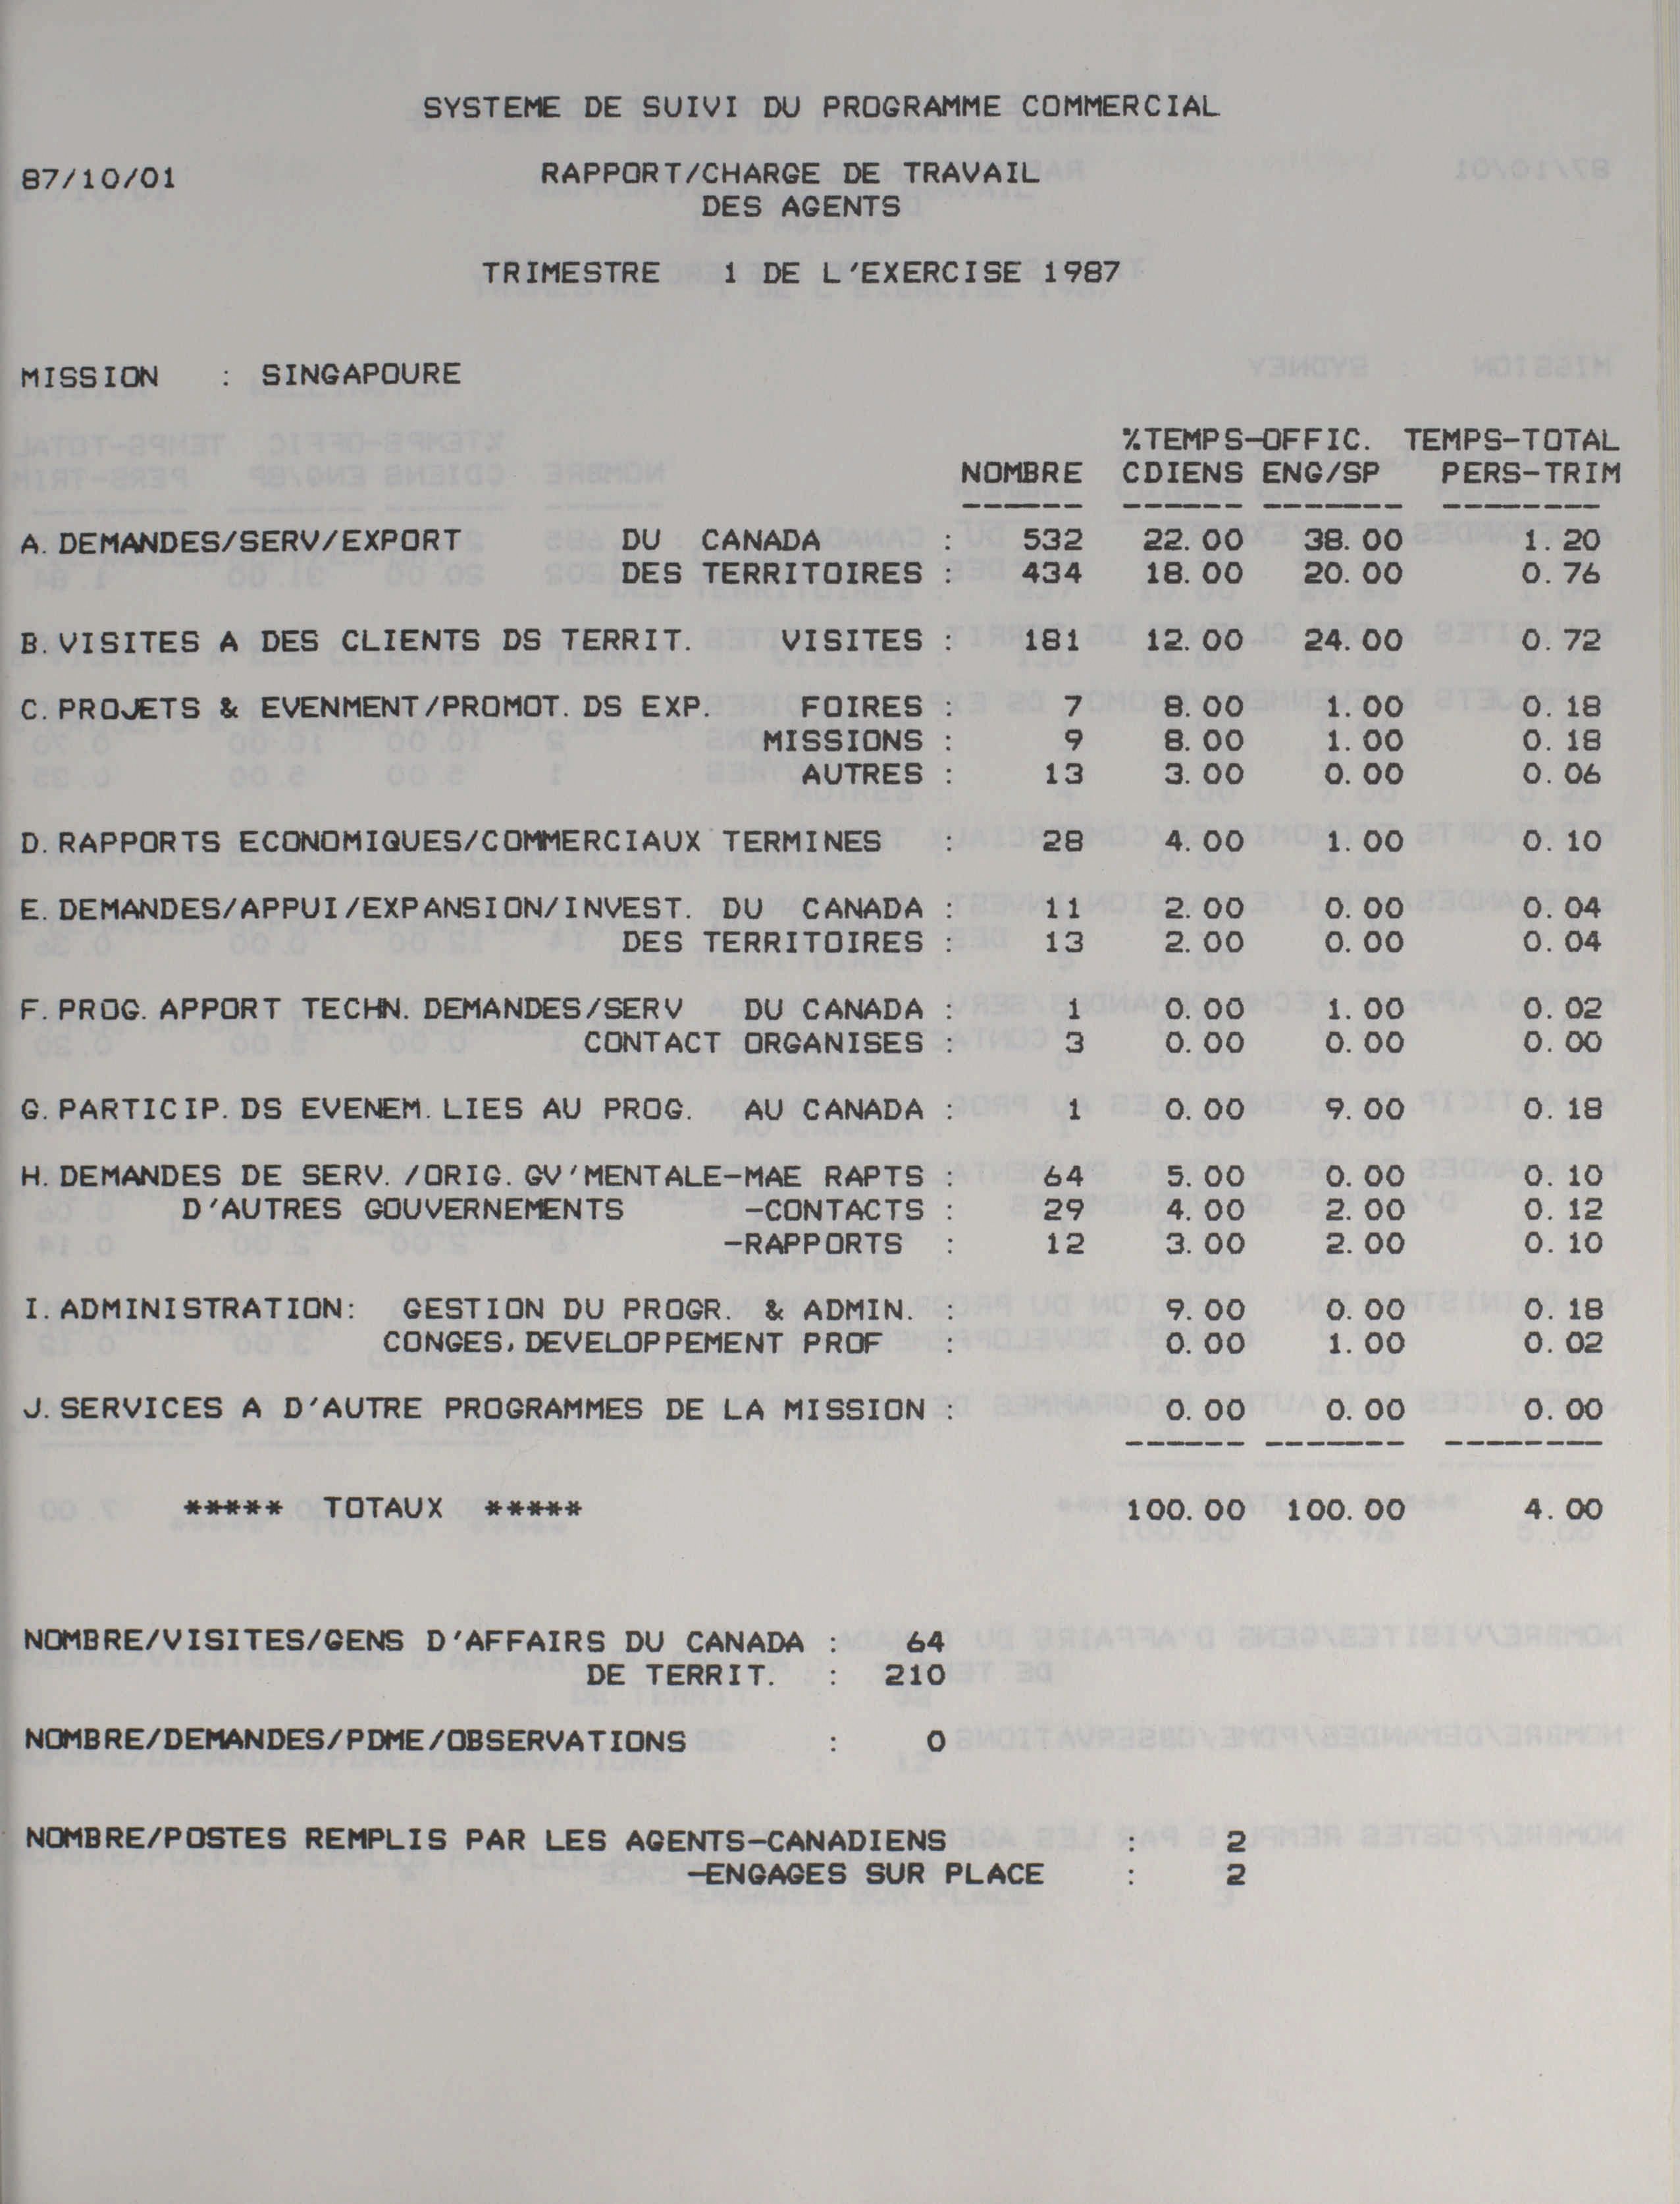 SYSTEME DE SUIVI DU PROGRAMME COMMERCIAL
87/10/01 RAPPORT/CHARGE DE TRAVAIL
DES AGENTS
TRIMESTRE 1 DE L'EXERCISE 1987
MISSION : SINGAPOURE
%TEMPS-OFFIC. TEMPS-TOTAL
NOMBRE CDIENS ENG/SP PERS-TRIM
------ ------ ------- --------
A. DEMANDES/SERV/EXPORT DU CANADA : 532 22.00 38.00 1.20
DES TERRITOIRES : 434 18.00 20.00 0.76
B. VISITES A DES CLIENTS DS TERRIT. VISITES : 181 12.00 24.00 0.72
C. PROJETS & EVENMENT/PROMOT. DS EXP. FOIRES : 7 8.00 1.00 0.18
MISSIONS : 9 8.00 1.00 0.18
AUTRES : 13 3.00 0.00 0.06
D. RAPPORTS ECONOMIQUES/COMMERCIAUX TERMINES : 28 4.00 1.00 0.10
E. DEMANDES/APPUI/EXPANSION/INVEST. DU CANADA : 11 2.00 0.00 0.04
DES TERRITOIRES : 13 2.00 0.00 0.04
F. PROG. APPORT TECHN. DEMANDES/SERV DU CANADA : 1 0.00 1.00 0.02
CONTACT ORGANISES : 3 0.00 0.00 0.00
G. PARTICIP. DS EVENEM. LIES AU PROG. AU CANADA : 1 0.00 9.00 0.18
H. DEMANDES DE SERV. /ORIG. GV'MENTALE-MAE RAPTS : 64 5.00 0.00 0.10
D'AUTRES GOUVERNEMENTS -CONTACTS : 29 4.00 2.00 0.12
-RAPPORTS : 12 3.00 2.00 0.10
I. ADMINISTRATION: GESTION DU PROGR. & ADMIN. : 9.00 0.00 0.18
CONGES, DEVELOPPEMENT PROF : 0.00 1.00 0.02
J. SERVICES A D'AUTRE PROGRAMMES DE LA MISSION : 0.00 0.00 0.00
------ ------- --------
***** TOTAUX ***** 100.00 100.00 4.00
NOMBRE/VISITES/GENS D'AFFAIRS DU CANADA : 64
DE TERRIT. : 210
NOMBRE/DEMANDES/PDME/OBSERVATIONS : 0
NOMBRE/POSTES REMPLIS PAR LES AGENTS-CANADIENS : 2
-ENGAGES SUR PLACE : 2